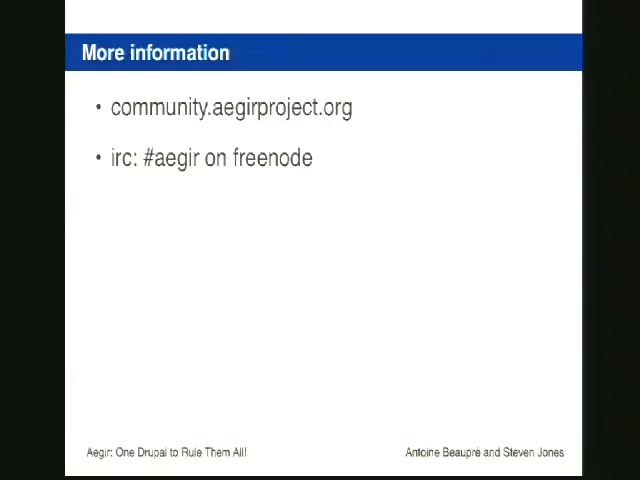 More information
• community.aegirproject.org
• irc: #aegir on freenode
Aegir: One Drupal to Rule Them All!
Antoine Beaupré and Steven Jones